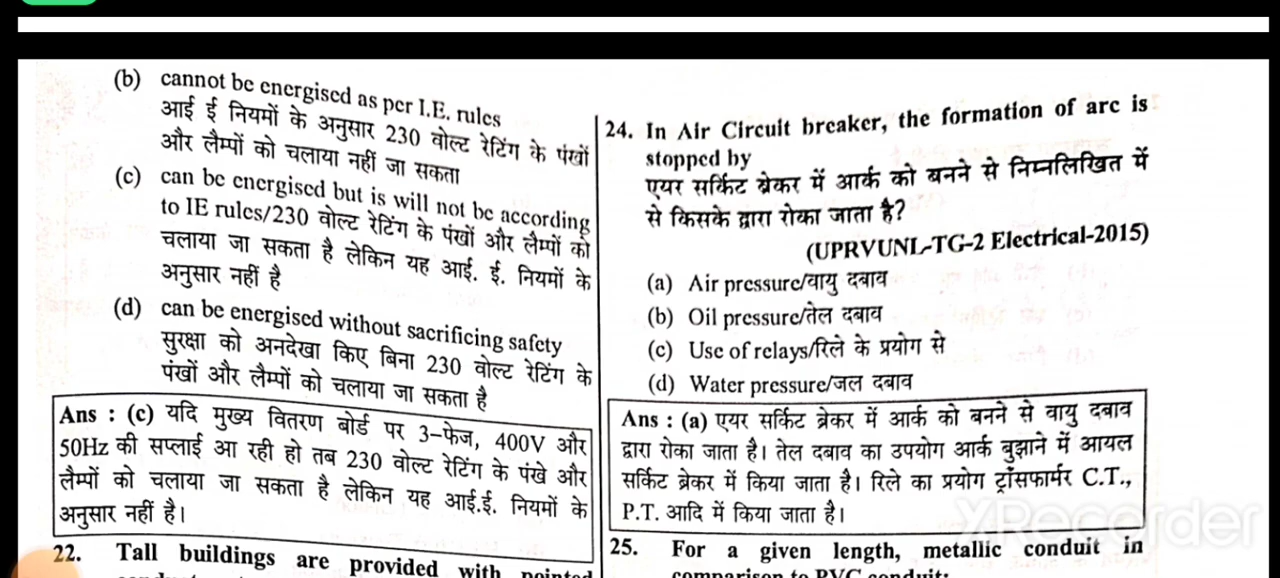 (b) cannot be energised as per I.E. rules
आई ई नियमों के अनुसार 230 वोल्ट रेटिंग के पंखों
और लैम्पों को चलाया नहीं जा सकता
(c) can be energised but is will not be according
to IE rules/230 वोल्ट रेटिंग के पंखों और लैम्पों को
चलाया जा सकता है लेकिन यह आई. ई. नियमों के
अनुसार नहीं है
(d) can be energised without sacrificing safety
सुरक्षा को अनदेखा किए बिना 230 वोल्ट रेटिंग के
पंखों और लैम्पों को चलाया जा सकता है
Ans : (c) यदि मुख्य वितरण बोर्ड पर 3-फेज, 400V और
50Hz की सप्लाई आ रही हो तब 230 वोल्ट रेटिंग के पंखे और
लैम्पों को चलाया जा सकता है लेकिन यह आई.ई. नियमों के
अनुसार नहीं है।
22. Tall buildings are provided with pointed
24. In Air Circuit breaker, the formation of arc is
stopped by
एयर सर्किट ब्रेकर में आर्क को बनने से निम्नलिखित में
से किसके द्वारा रोका जाता है?
(UPRVUNL-TG-2 Electrical-2015)
(a) Air pressure/वायु दबाव
(b) Oil pressure/तेल दबाव
(c) Use of relays/रिले के प्रयोग से
(d) Water pressure/जल दबाव
Ans : (a) एयर सर्किट ब्रेकर में आर्क को बनने से वायु दबाव
द्वारा रोका जाता है। तेल दबाव का उपयोग आर्क बुझाने में आयल
सर्किट ब्रेकर में किया जाता है। रिले का प्रयोग ट्राँसफार्मर C.T.,
P.T. आदि में किया जाता है।
25. For a given length, metallic conduit in
comparison to PVC conduit:
XRecorder